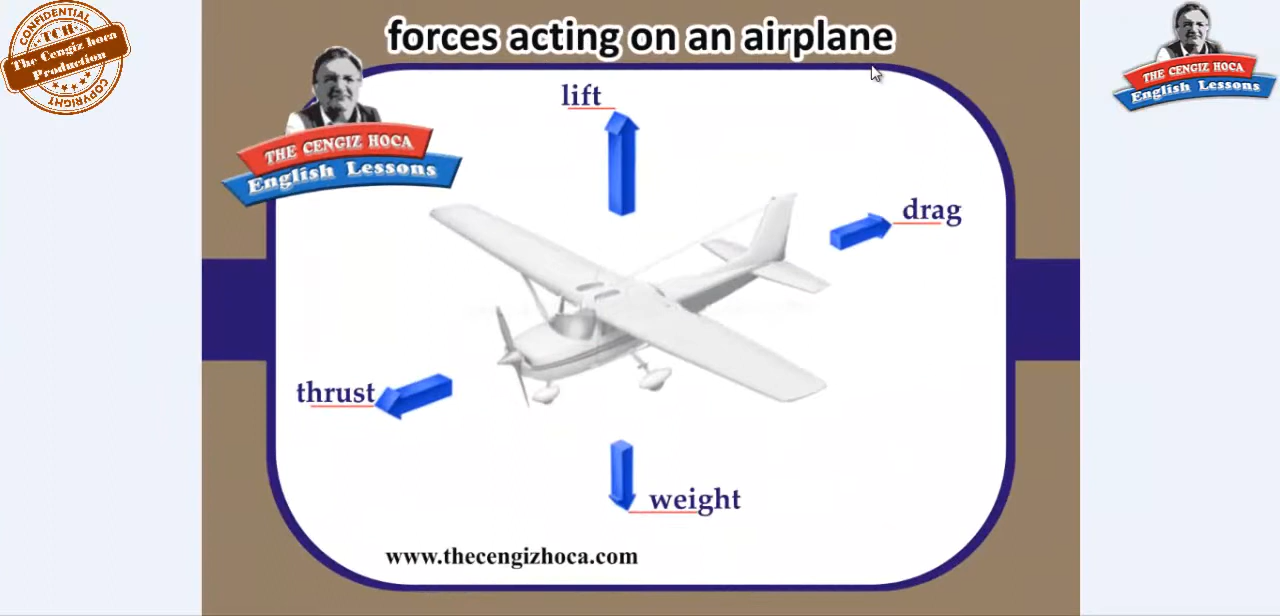 forces acting on an airplane
CONFIDENTIAL
TCH
The Cengiz hoca
Production
COPYRIGHT
THE CENGIZ HOCA
English Lessons
THE CENGIZ HOCA
English Lessons
lift
drag
thrust
weight
www.thecengizhoca.com